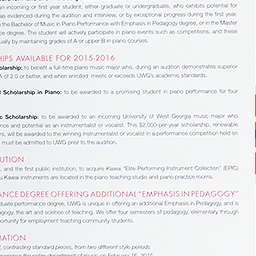 an incoming or first year student, either graduate or undergraduate, who exhibits potential for
as evidenced during the audition and interview, or by exceptional progress during the first year.
the Bachelor of Music in Piano Performance with Emphasis in Pedagogy degree, or in the Master
ce degree. The student will actively participate in piano events such as competitions, and these
ually by maintaining grades of A or upper B in piano courses.
HIPS AVAILABLE FOR 2015-2016
olarship: to benefit a full-time piano music major who, during an audition demonstrates superior
A of 2.0 or better, and when enrolled meets or exceeds UWG's academic standards.
l Scholarship in Piano: to be awarded to a promising student in piano performance for four
ic Scholarship: to be awarded to an incoming University of West Georgia music major who
nce and potential as an instrumentalist or vocalist. This $2,000-per-year scholarship, renewable
rs, will be awarded to the winning instrumentalist or vocalist in a performance competition held on
must be admitted to UWG prior to the audition.
UTION
, and the first public institution, to acquire Kawai "Elite Performing Instrument Collection" (EPIC)
u Kawai instruments are located in piano teaching studio and piano practice rooms.
ANCE DEGREE OFFERING ADDITIONAL "EMPHASIS IN PEDAGOGY"
aduate performance degree, UWG is unique in offering an additional Emphasis in Pedagogy, and is
agogy, the art and science of teaching. We offer four semesters of pedagogy, elementary through
portunity for employment teaching community students.
MATION
, contrasting standard pieces, from two different style periods